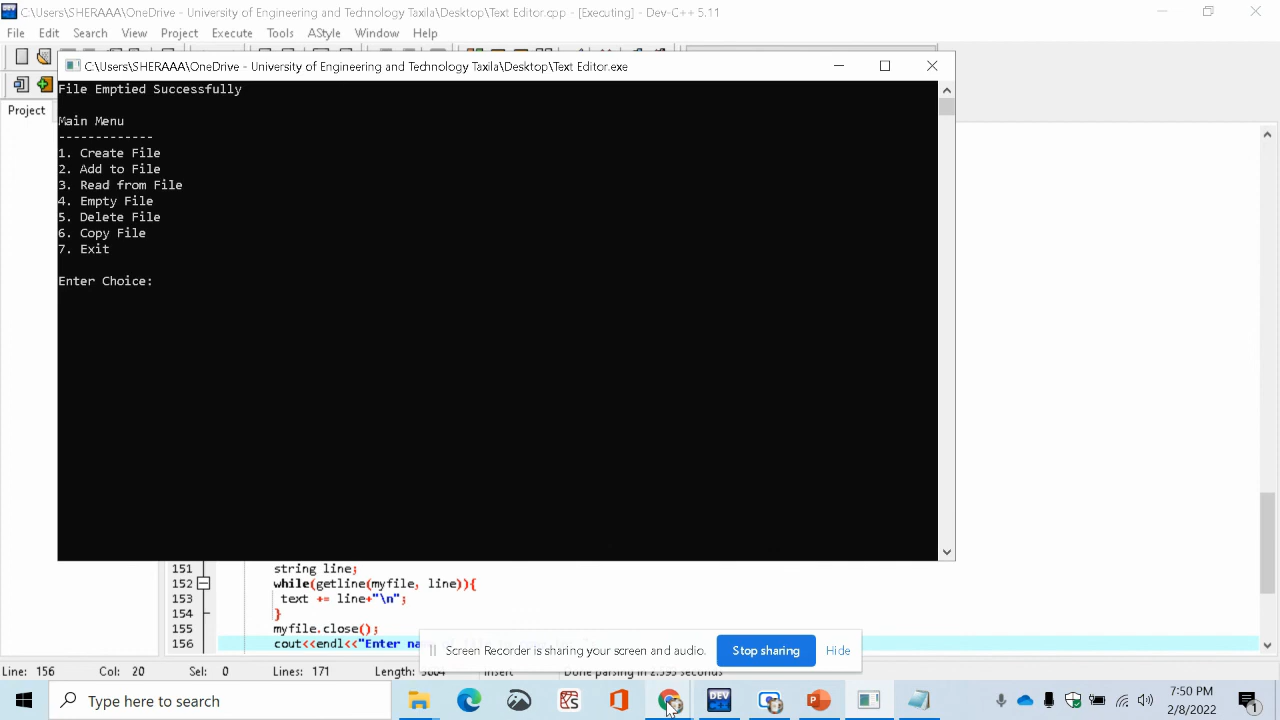 C:\Users\SHERAAA\OneDrive - University of Engineering and Technology Taxila\Desktop\Text Editor.cpp - [Executing] - Dev-C++ 5.11
File Edit Search View Project Execute Tools AStyle Window Help
C:\Users\SHERAAA\OneDrive - University of Engineering and Technology Taxila\Desktop\Text Editor.exe
Project
File Emptied Successfully
Main Menu
-------------
1. Create File
2. Add to File
3. Read from File
4. Empty File
5. Delete File
6. Copy File
7. Exit
Enter Choice:
151 string line;
152 while(getline(myfile, line)){
153 text += line+"\n";
154 }
155 myfile.close();
156 cout<<endl<<"Enter
Screen Recorder is sharing your screen and audio. Stop sharing Hide
Line: 156 Col: 20 Sel: 0 Lines: 171 Length: Insert Done parsing in 2.593 seconds
Type here to search
DEV
7:50 PM
2/8/2022
1